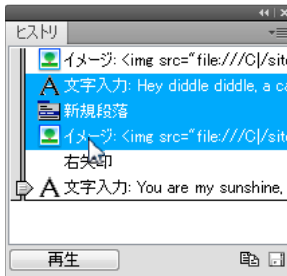 ヒストリ
イメージ: <img src="file:///C|/site
文字入力: Hey diddle diddle, a ca
新規段落
イメージ: <img src="file:///C|/site
右矢印
文字入力: You are my sunshine,
再生